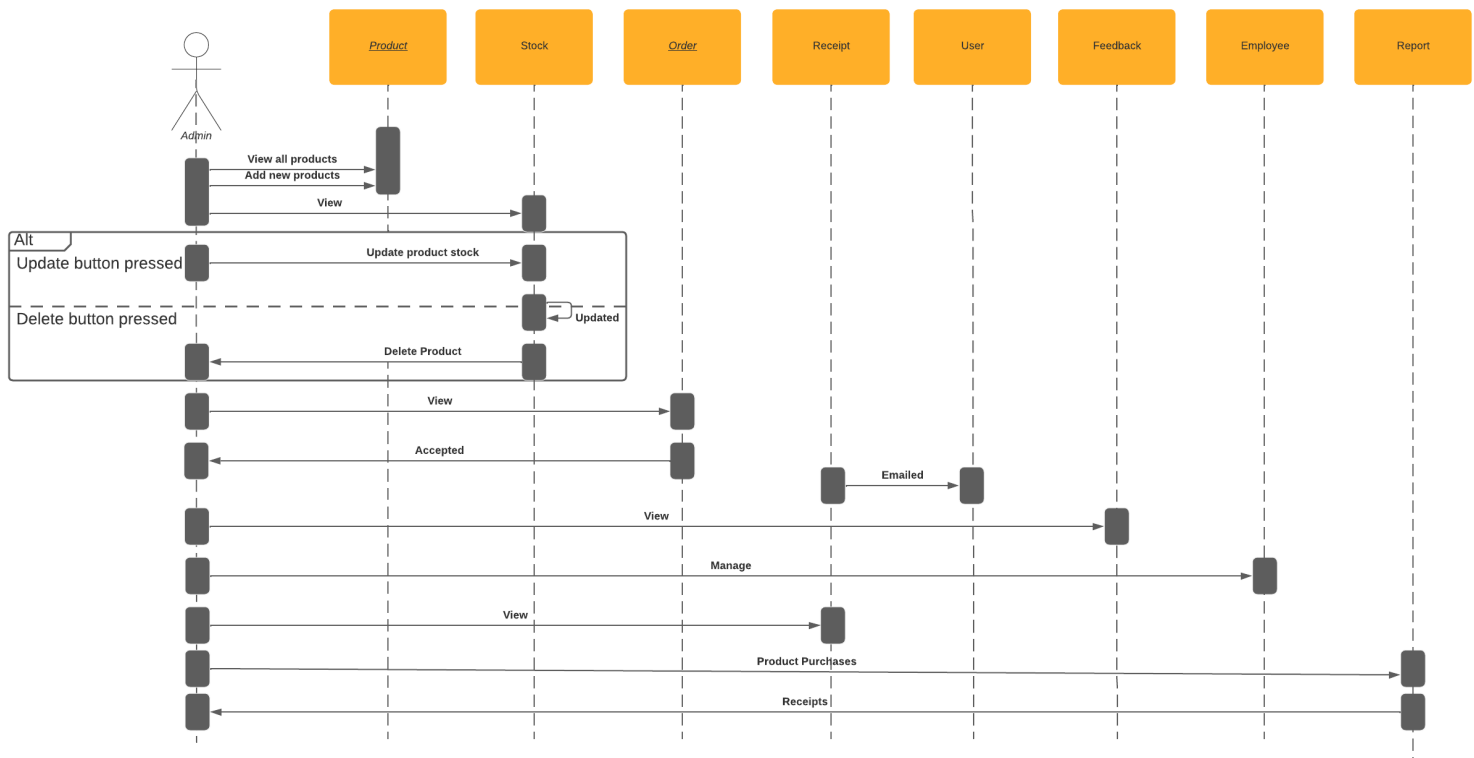 Product
Stock
Order
Receipt
User
Feedback
Employee
Report
Admin
View all products
Add new products
View
Alt
Update button pressed
Update product stock
Delete button pressed
Updated
Delete Product
View
Accepted
Emailed
View
Manage
View
Product Purchases
Receipts